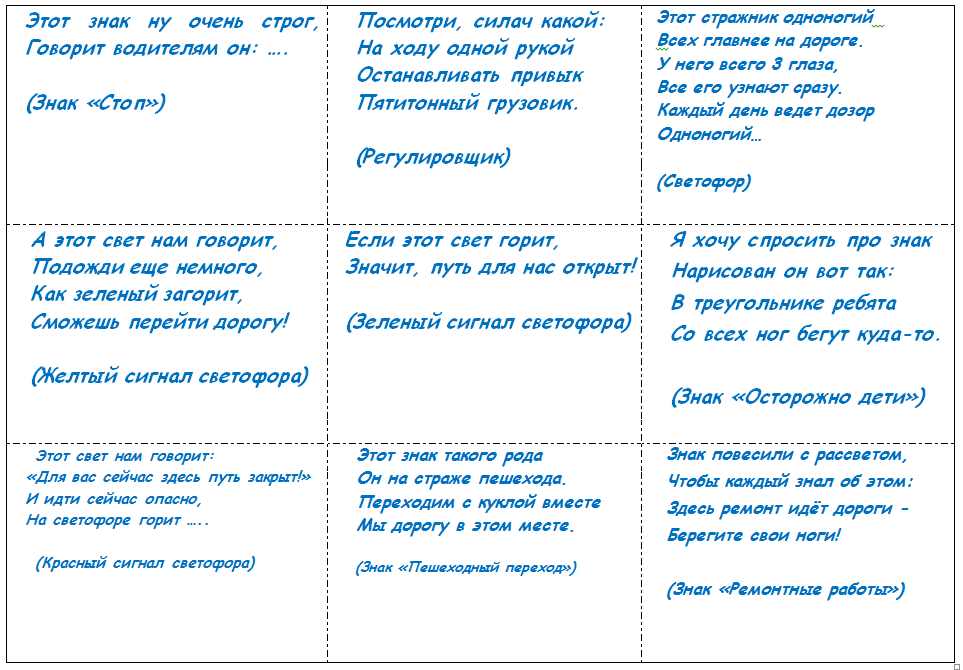 Этот знак ну очень строг,
Говорит водителям он: ….
(Знак «Стоп»)
Посмотри, силач какой:
На ходу одной рукой
Останавливать привык
Пятитонный грузовик.
(Регулировщик)
Этот стражник одноногий
Всех главнее на дороге.
У него всего 3 глаза,
Все его узнают сразу.
Каждый день ведет дозор
Одноногий…
(Светофор)
А этот свет нам говорит,
Подожди еще немного,
Как зеленый загорит,
Сможешь перейти дорогу!
(Желтый сигнал светофора)
Если этот свет горит,
Значит, путь для нас открыт!
(Зеленый сигнал светофора)
Я хочу спросить про знак
Нарисован он вот так:
В треугольнике ребята
Со всех ног бегут куда-то.
(Знак «Осторожно дети»)
Этот свет нам говорит:
«Для вас сейчас здесь путь закрыт!»
И идти сейчас опасно,
На светофоре горит …..
(Красный сигнал светофора)
Этот знак такого рода
Он на страже пешехода.
Переходим с куклой вместе
Мы дорогу в этом месте.
(Знак «Пешеходный переход»)
Знак повесили с рассветом,
Чтобы каждый знал об этом:
Здесь ремонт идёт дороги –
Берегите свои ноги!
(Знак «Ремонтные работы»)